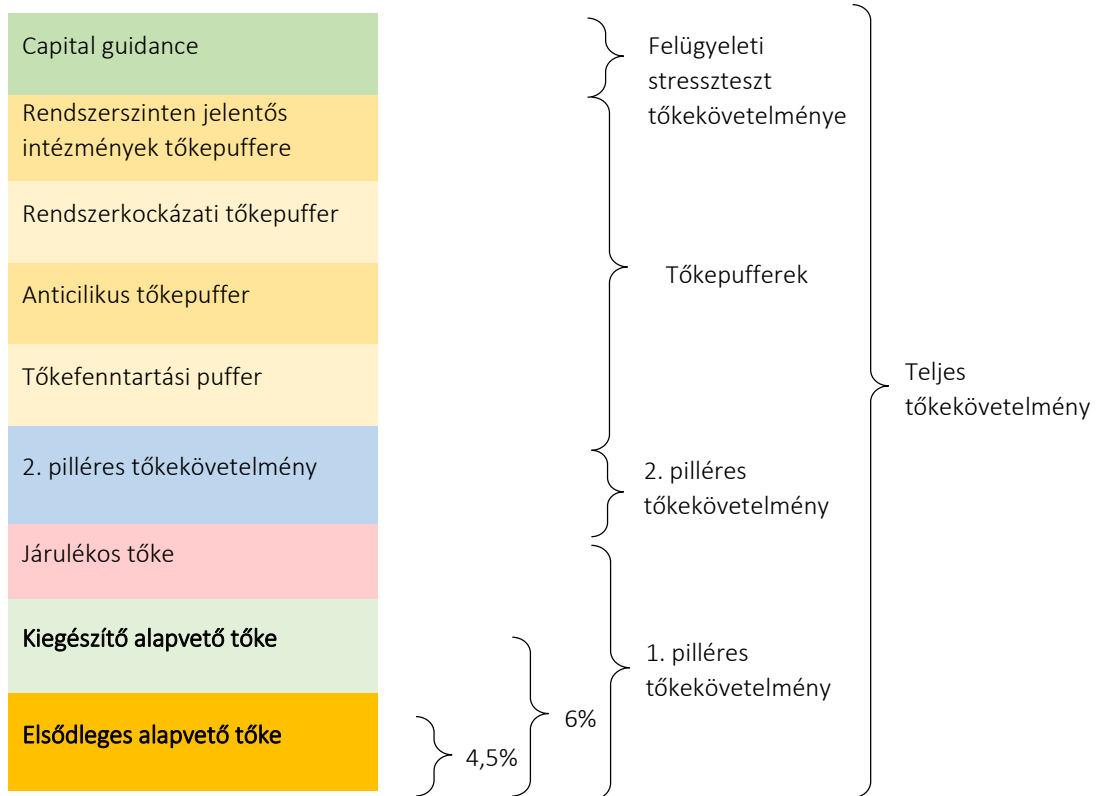 Capital guidance
Rendszerszinten jelentős
intézmények tőkepuffere
Rendszerkockázati tőkepuffer
Anticilikus tőkepuffer
Tőkefenntartási puffer
2. pilléres tőkekövetelmény
Járulékos tőke
Kiegészítő alapvető tőke
Elsődleges alapvető tőke
4,5%
6%
Felügyeleti
stresszteszt
tőkekövetelménye
Tőkepufferek
2. pilléres
tőkekövetelmény
1. pilléres
tőkekövetelmény
Teljes
tőkekövetelmény